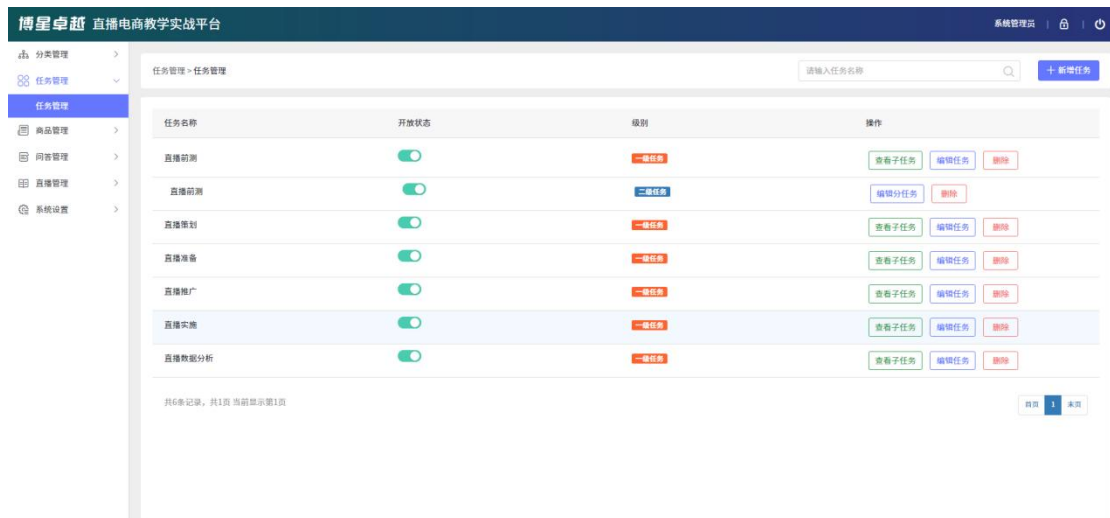 博星卓越 直播电商教学实战平台 系统管理员
分类管理
任务管理
任务管理
商品管理
问答管理
直播管理
系统设置
任务管理>任务管理 请输入任务名称 新增任务
任务名称 开放状态 级别 操作
直播前测 一级任务 查看子任务 编辑任务 删除
直播前测 二级任务 编辑分任务 删除
直播策划 一级任务 查看子任务 编辑任务 删除
直播准备 一级任务 查看子任务 编辑任务 删除
直播推广 一级任务 查看子任务 编辑任务 删除
直播实施 一级任务 查看子任务 编辑任务 删除
直播数据分析 一级任务 查看子任务 编辑任务 删除
共6条记录，共1页 当前显示第1页 首页 1 末页